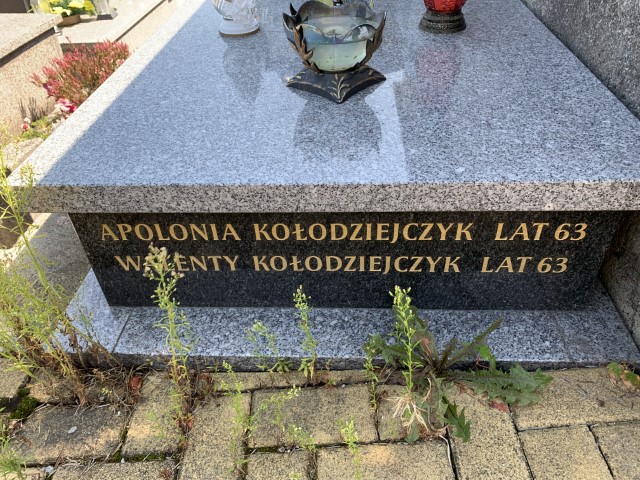 APOLONIA KOŁODZIEJCZYK LAT 63
WALENTY KOŁODZIEJCZYK LAT 63